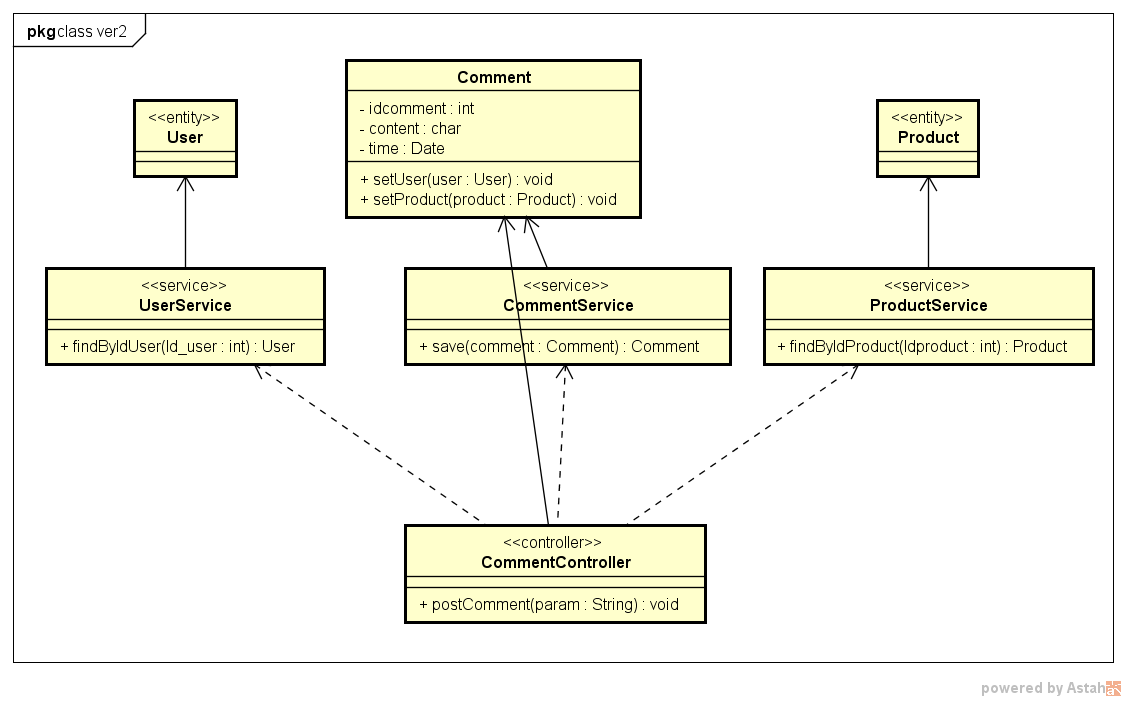 pkg class ver2
Comment
- idcomment : int
- content : char
- time : Date
+ setUser(user : User) : void
+ setProduct(product : Product) : void
<<entity>>
User
<<entity>>
Product
<<service>>
UserService
+ findByIdUser(Id_user : int) : User
<<service>>
CommentService
+ save(comment : Comment) : Comment
<<service>>
ProductService
+ findByIdProduct(Idproduct : int) : Product
<<controller>>
CommentController
+ postComment(param : String) : void
powered by Astah